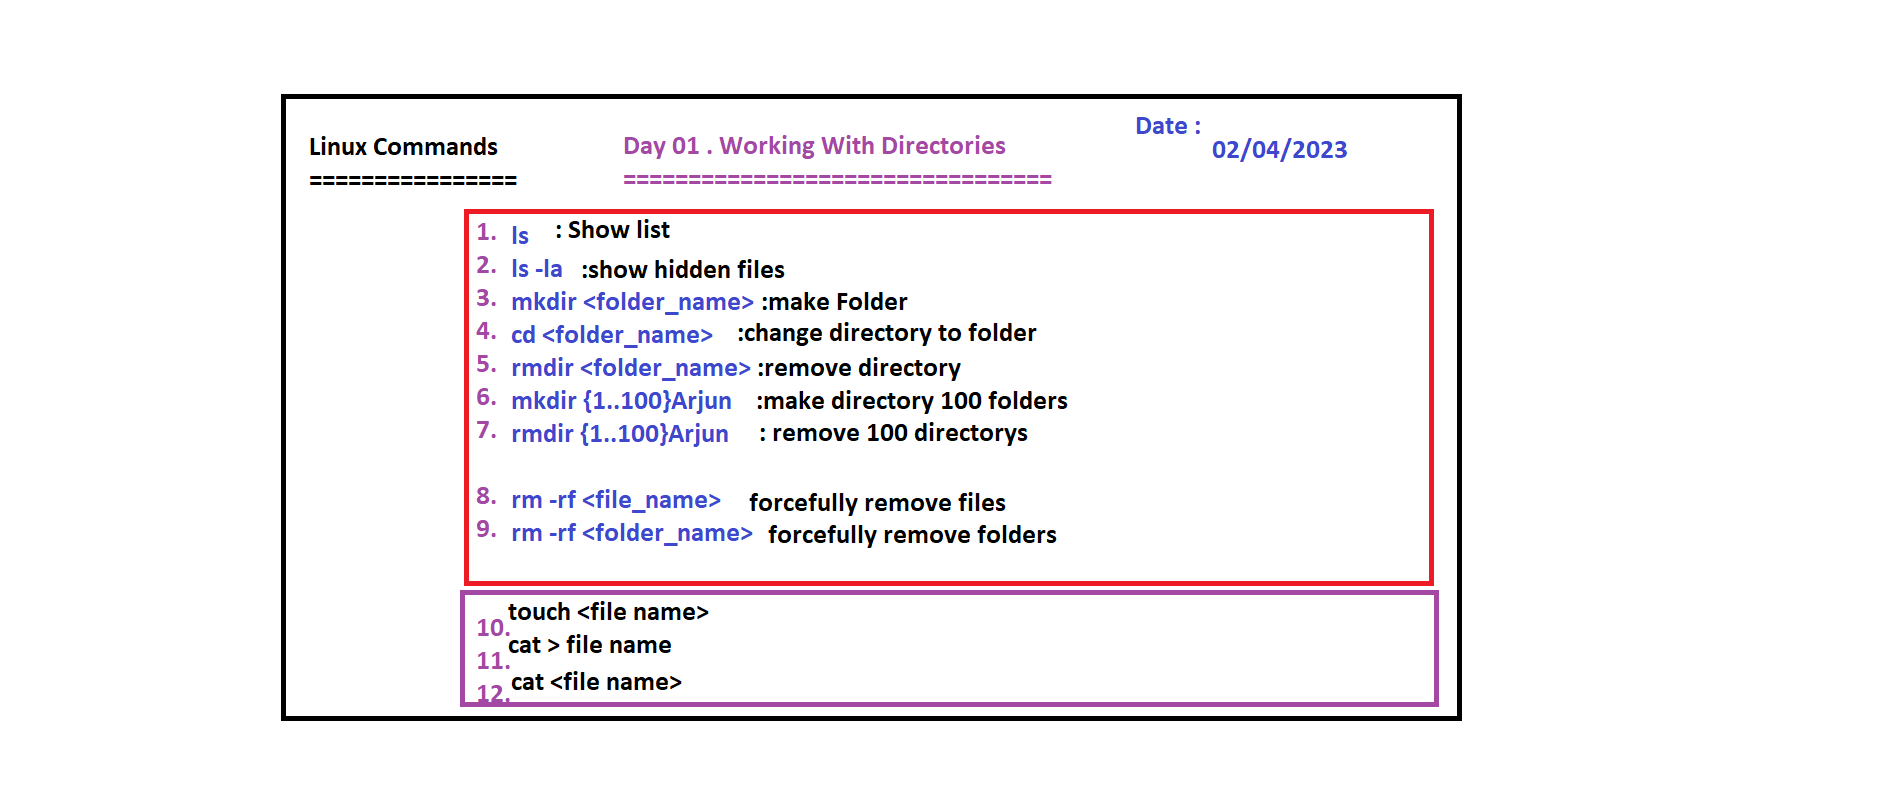 Linux Commands
================
Day 01 . Working With Directories
=================================
Date :
02/04/2023
1. ls : Show list
2. ls -la :show hidden files
3. mkdir <folder_name> :make Folder
4. cd <folder_name> :change directory to folder
5. rmdir <folder_name> :remove directory
6. mkdir {1..100}Arjun :make directory 100 folders
7. rmdir {1..100}Arjun : remove 100 directorys
8. rm -rf <file_name> forcefully remove files
9. rm -rf <folder_name> forcefully remove folders
10. touch <file name>
11. cat > file name
12. cat <file name>